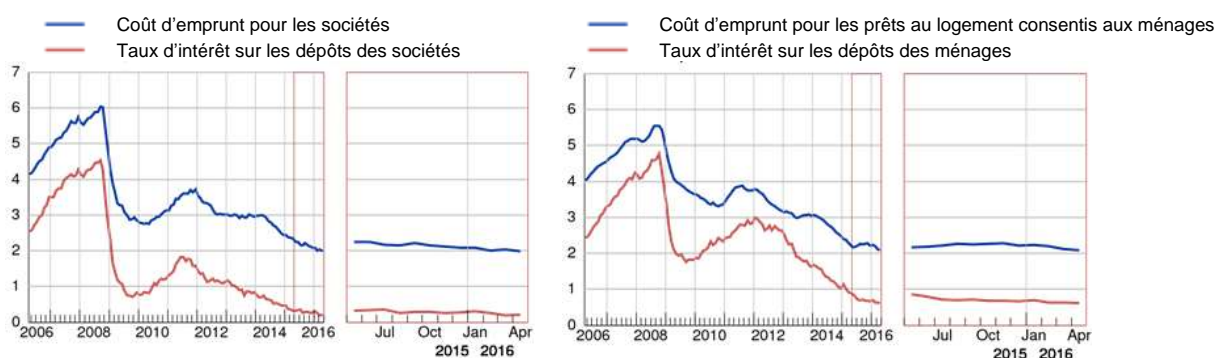 Coût d'emprunt pour les sociétés
Taux d'intérêt sur les dépôts des sociétés
7
6
5
4
3
2
1
0
2006 2008 2010 2012 2014 2016
Jul Oct Jan Apr
2015 2016
Coût d'emprunt pour les prêts au logement consentis aux ménages
Taux d'intérêt sur les dépôts des ménages
7
6
5
4
3
2
1
0
2006 2008 2010 2012 2014 2016
Jul Oct Jan Apr
2015 2016